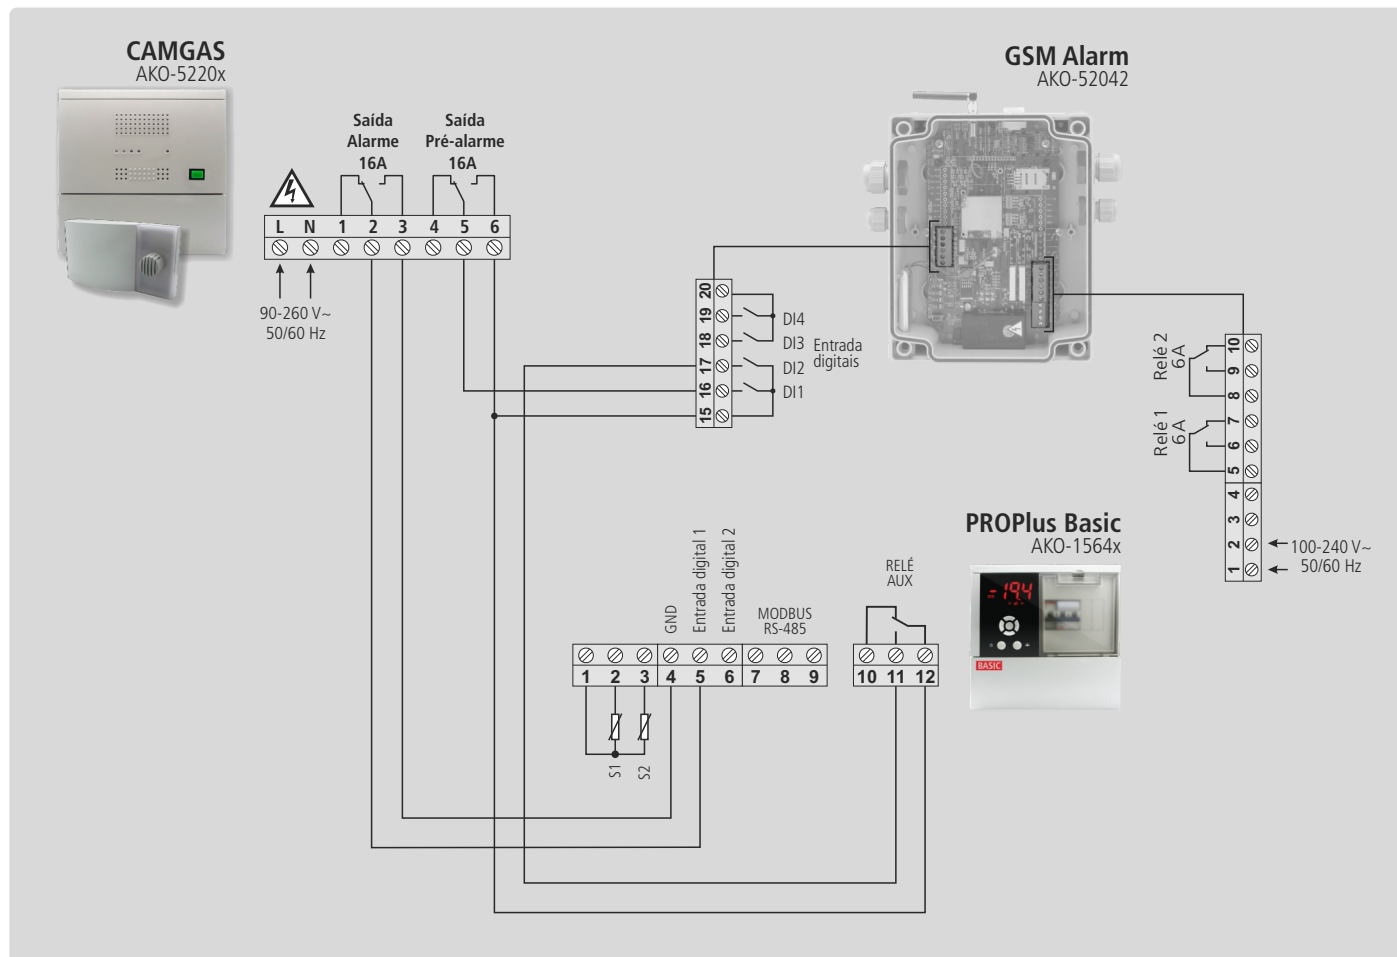 CAMGAS
AKO-5220x
GSM Alarm
AKO-52042
Saída
Alarme
16A
Saída
Pré-alarme
16A
L N 1 2 3 4 5 6
90-260 V~
50/60 Hz
20
19
18
17
16
15
DI4
DI3
DI2
DI1
Entrada
digitais
Relé 2
6A
Relé 1
6A
10
9
8
7
6
5
4
3
2
1
100-240 V~
50/60 Hz
PROPlus Basic
AKO-1564x
-19.4
BASIC
GND
Entrada digital 1
Entrada digital 2
MODBUS
RS-485
RELÉ
AUX
1 2 3 4 5 6 7 8 9
10 11 12
S1
S2